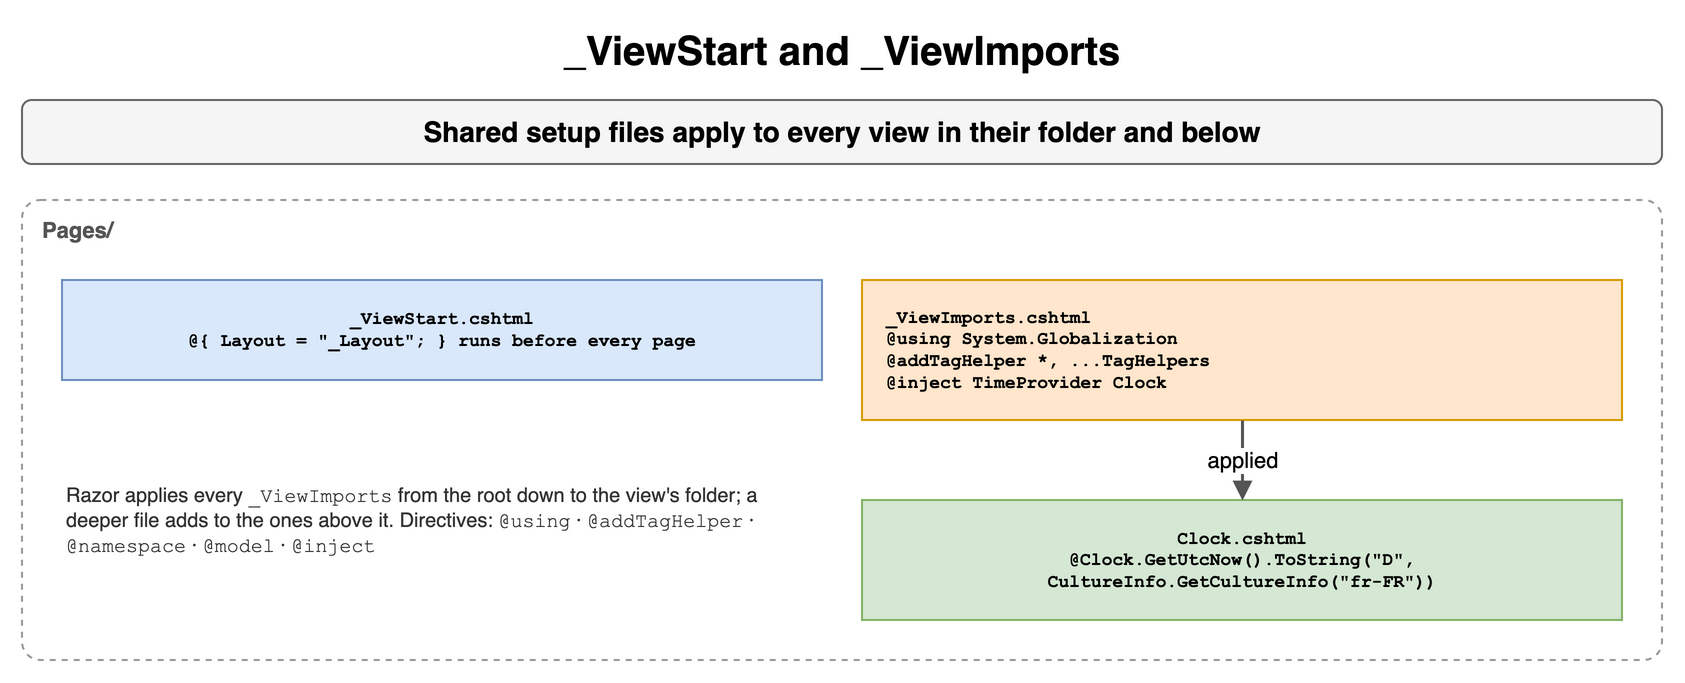 _ViewStart and _ViewImports
Shared setup files apply to every view in their folder and below
Pages/
_ViewStart.cshtml
@{ Layout = "_Layout"; } runs before every page
_ViewImports.cshtml
@using System.Globalization
@addTagHelper *, ...TagHelpers
@inject TimeProvider Clock
applied
Razor applies every _ViewImports from the root down to the view's folder; a
deeper file adds to the ones above it. Directives: @using · @addTagHelper ·
@namespace · @model · @inject
Clock.cshtml
@Clock.GetUtcNow().ToString("D",
CultureInfo.GetCultureInfo("fr-FR"))